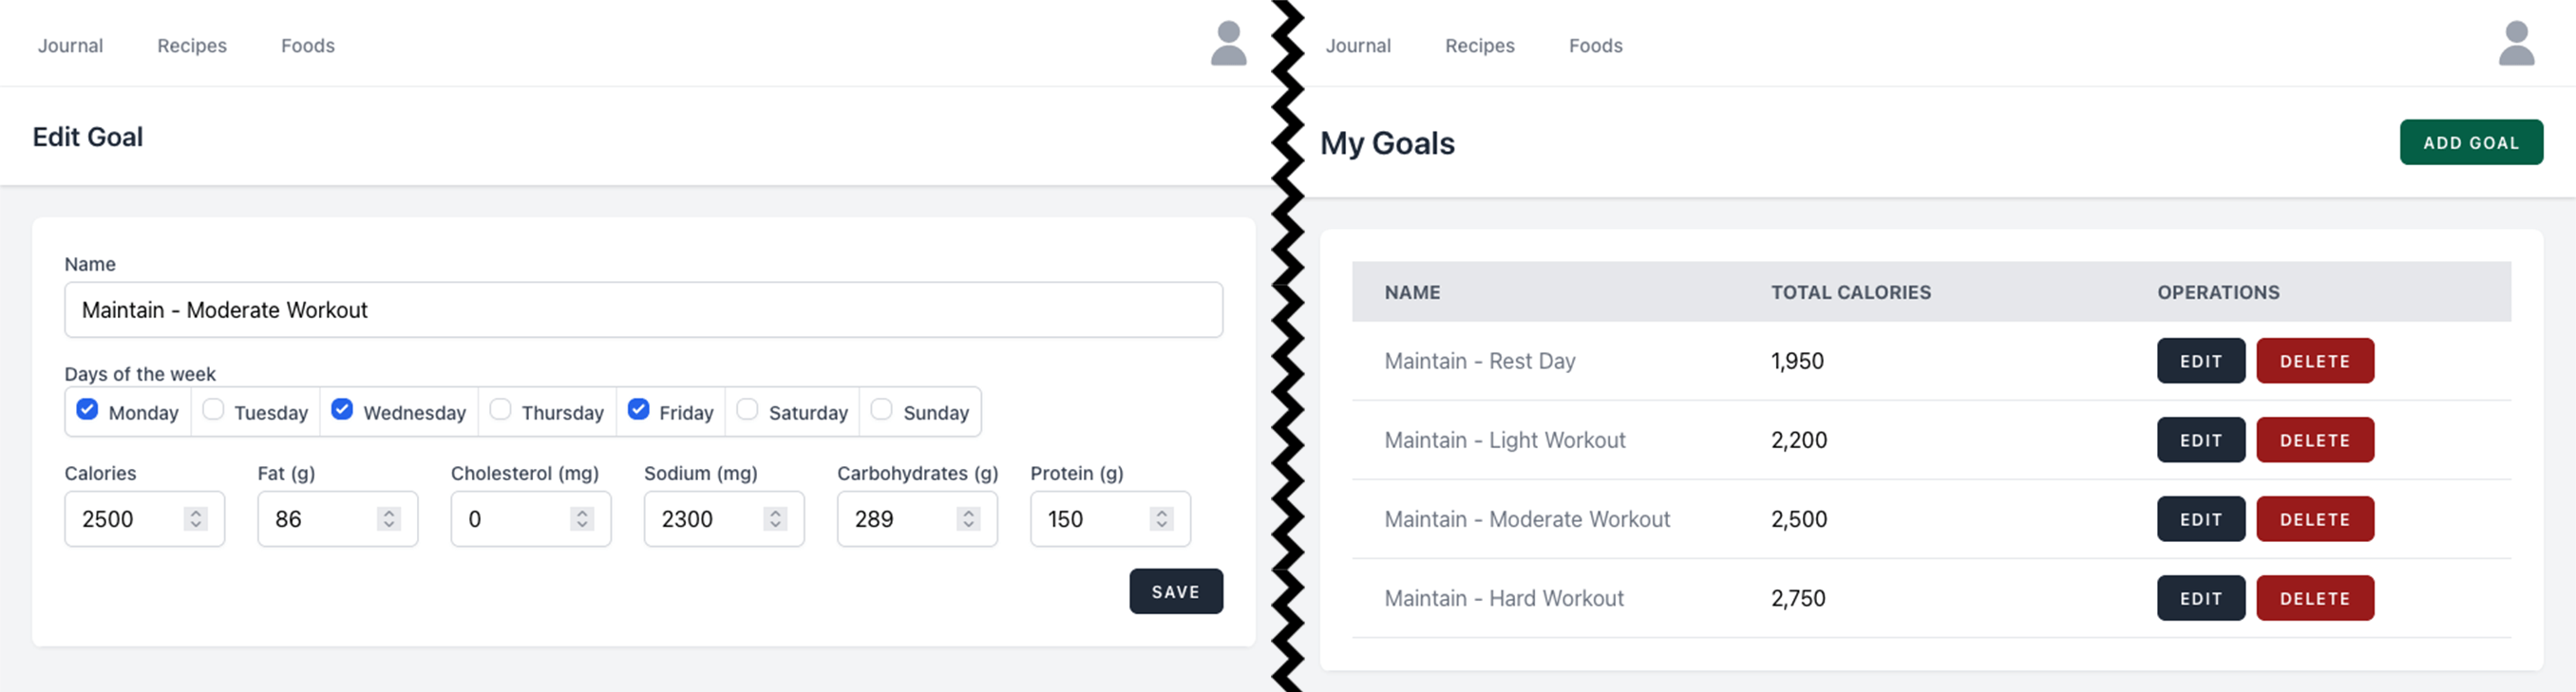 Journal Recipes Foods
Edit Goal
Name
Maintain - Moderate Workout
Days of the week
Monday Tuesday Wednesday Thursday Friday Saturday Sunday
Calories Fat (g) Cholesterol (mg) Sodium (mg) Carbohydrates (g) Protein (g)
2500 86 0 2300 289 150
SAVE
Journal Recipes Foods
My Goals ADD GOAL
NAME TOTAL CALORIES OPERATIONS
Maintain - Rest Day 1,950 EDIT DELETE
Maintain - Light Workout 2,200 EDIT DELETE
Maintain - Moderate Workout 2,500 EDIT DELETE
Maintain - Hard Workout 2,750 EDIT DELETE